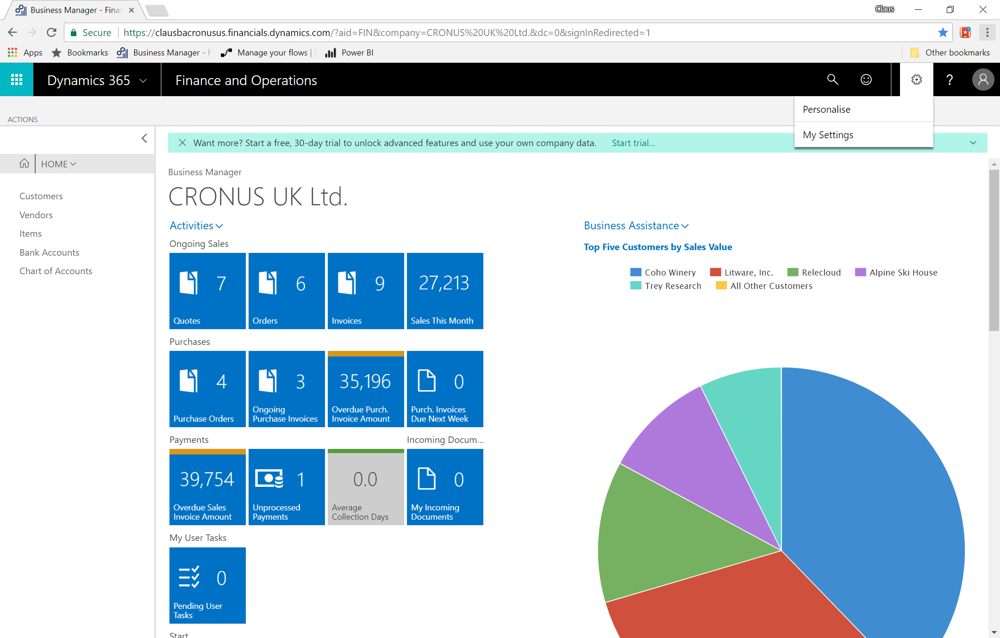 Business Manager - Fina
Claus
Secure https://clausbacronusus.financials.dynamics.com/?aid=FIN&company=CRONUS%20UK%20Ltd.&dc=0&signInRedirected=1
Apps Bookmarks Business Manager - F Manage your flows | Power BI Other bookmarks
Dynamics 365 Finance and Operations ?
Personalise
ACTIONS
My Settings
Want more? Start a free, 30-day trial to unlock advanced features and use your own company data. Start trial...
HOME
Customers
Vendors
Items
Bank Accounts
Chart of Accounts
Business Manager
CRONUS UK Ltd.
Activities
Ongoing Sales
7 6 9 27,213
Quotes Orders Invoices Sales This Month
Purchases
4 3 35,196 0
Purchase Orders
Ongoing
Purchase Invoices
Overdue Purch.
Invoice Amount
Purch. Invoices
Due Next Week
Payments Incoming Docum...
39,754 1 0.0 0
Overdue Sales
Invoice Amount
Unprocessed
Payments
Average
Collection Days
My Incoming
Documents
My User Tasks
0
Pending User
Tasks
Start
Business Assistance
Top Five Customers by Sales Value
Coho Winery Litware, Inc. Relecloud Alpine Ski House
Trey Research All Other Customers